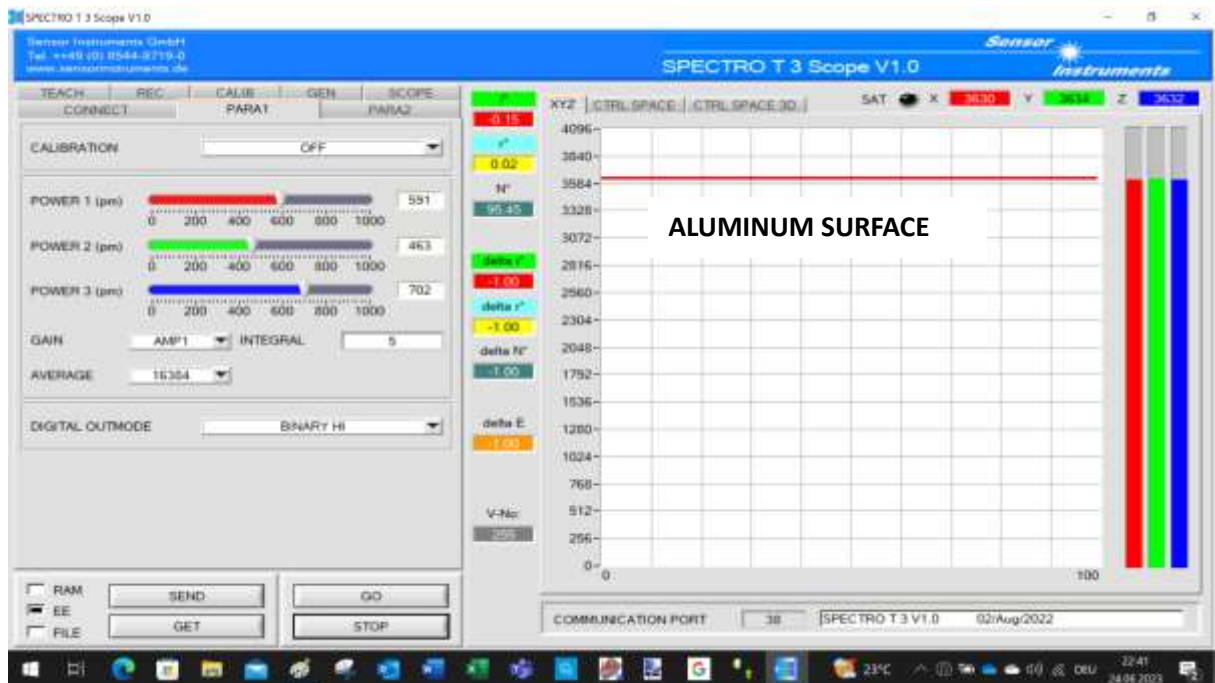 SPECTRO T 3 Scope V1.0
Sensor Instruments GmbH
Tel. ++49 (0) 8544-9719-0
www.sensorinstruments.de
SPECTRO T 3 Scope V1.0
Sensor
Instruments
TEACH REC CALIB GEN SCOPE
CONNECT PARA1 PARA2
CALIBRATION OFF
POWER 1 (pm) 591
0 200 400 600 800 1000
POWER 2 (pm) 463
0 200 400 600 800 1000
POWER 3 (pm) 702
0 200 400 600 800 1000
GAIN AMP1 INTEGRAL 5
AVERAGE 16384
DIGITAL OUTMODE BINARY HI
RAM
EE
FILE
SEND GO
GET STOP
-0.15
r*
0.02
N*
95.45
delta i*
-1.00
delta r*
-1.00
delta N*
-1.00
delta E
-1.00
V-No:
255
XYZ CTRL SPACE CTRL SPACE 3D SAT X 3630 Y 3634 Z 3632
4096
3840
3584
3328
3072
2816
2560
2304
2048
1792
1536
1280
1024
768
512
256
0
0 100
ALUMINUM SURFACE
COMMUNICATION PORT 38 SPECTRO T 3 V1.0 02/Aug/2022
23°C DEU 22:41
24.06.2023